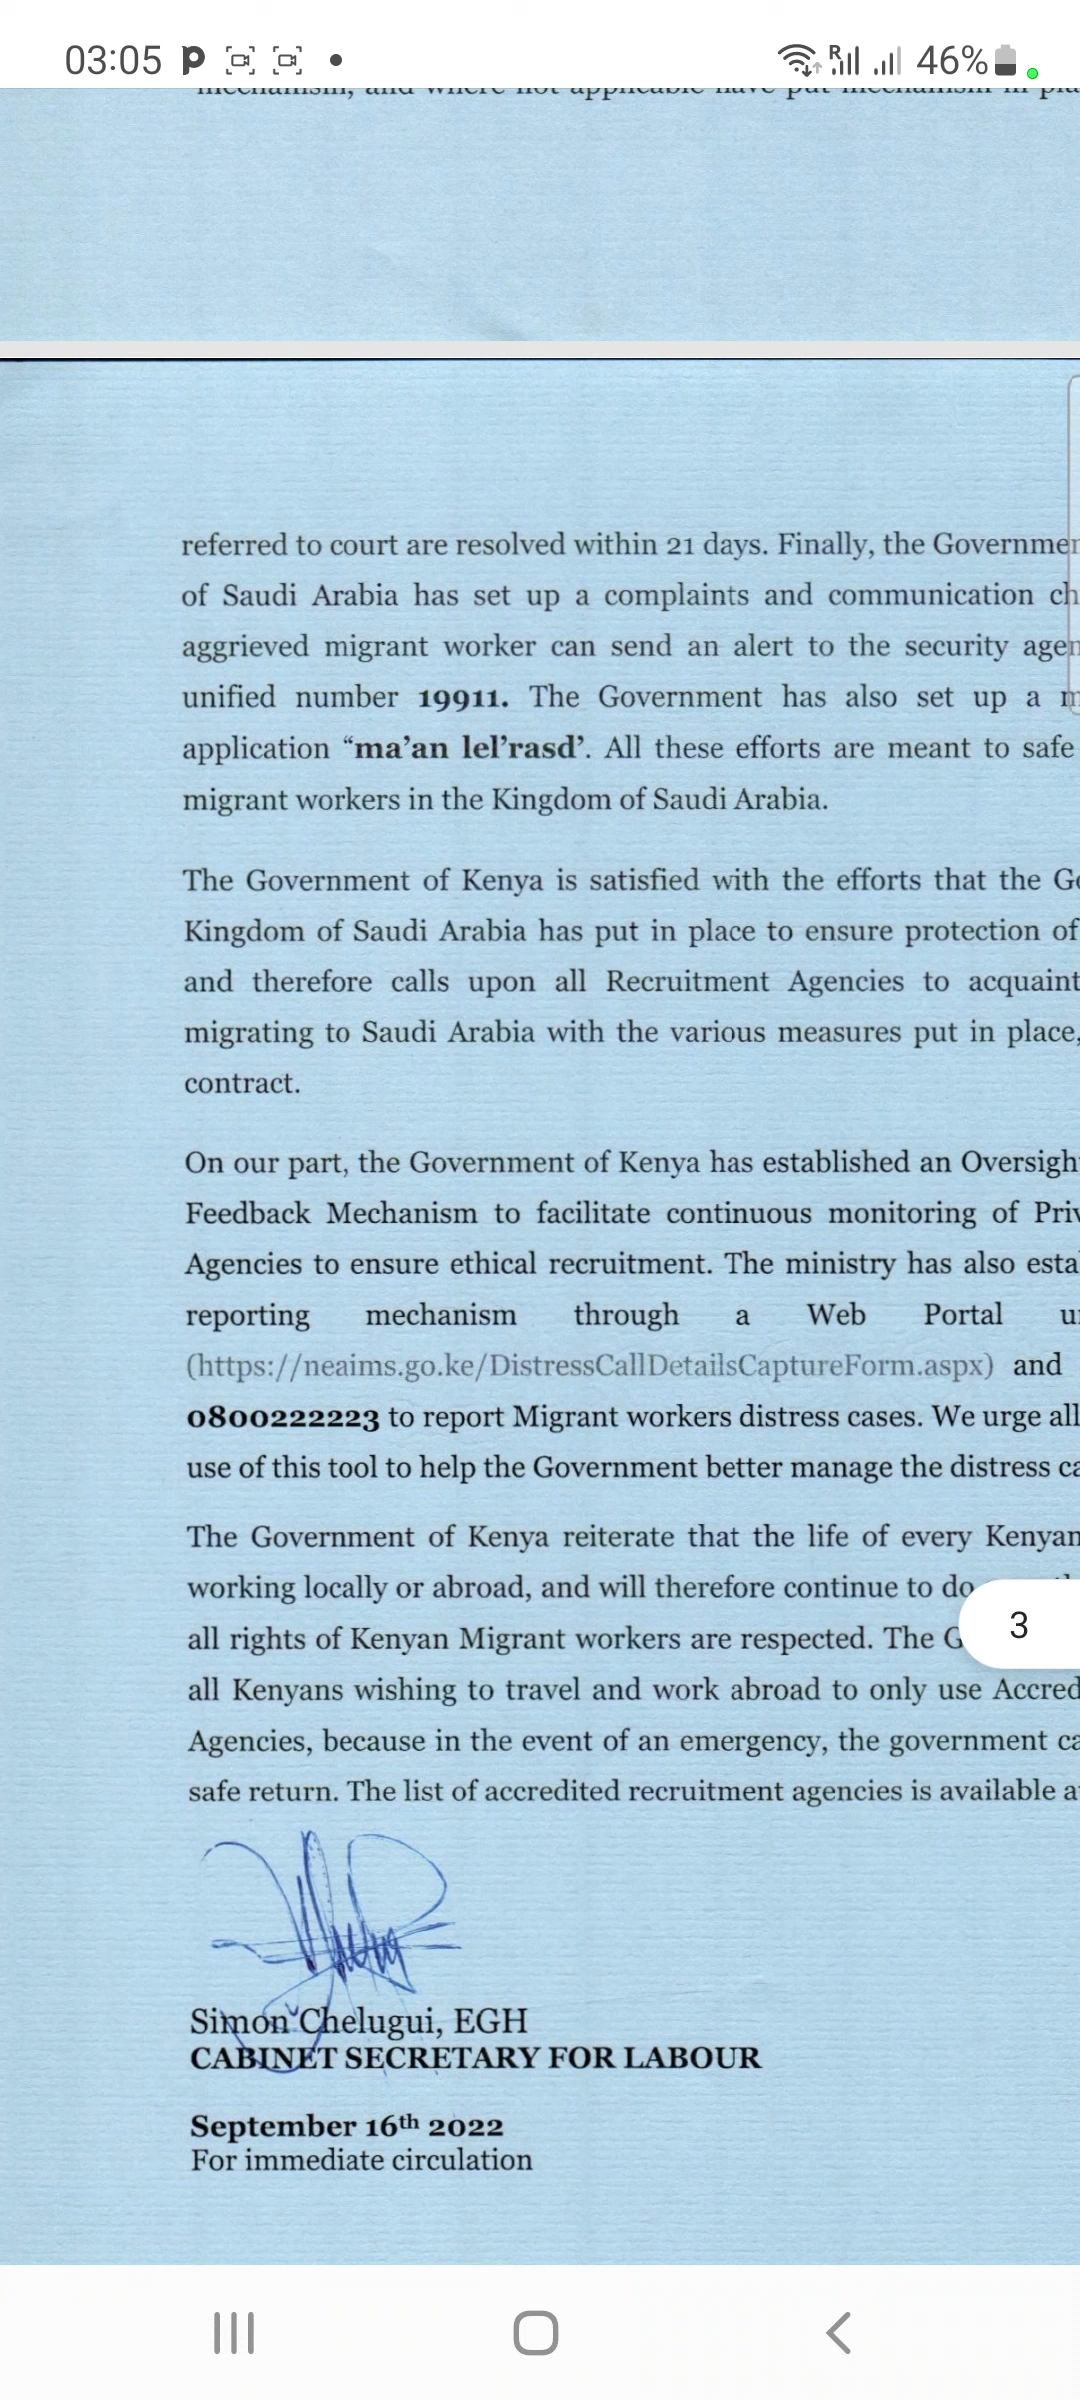 03:05
46%
referred to court are resolved within 21 days. Finally, the
of Saudi Arabia has set up a complaints and communication
aggrieved migrant worker can send an alert to the security
unified number 19911. The Government has also set up a
application “ma’an lel’rasd’. All these efforts are meant to safe
migrant workers in the Kingdom of Saudi Arabia.
The Government of Kenya is satisfied with the efforts that the
Kingdom of Saudi Arabia has put in place to ensure protection of
and therefore calls upon all Recruitment Agencies to acquaint
migrating to Saudi Arabia with the various measures put in place,
contract.
On our part, the Government of Kenya has established an
Feedback Mechanism to facilitate continuous monitoring of
Agencies to ensure ethical recruitment. The ministry has also
reporting mechanism through a Web Portal
(https://neaims.go.ke/DistressCallDetailsCaptureForm.aspx) and
0800222223 to report Migrant workers distress cases. We urge all
use of this tool to help the Government better manage the distress
The Government of Kenya reiterate that the life of every Kenyan
working locally or abroad, and will therefore continue to do
all rights of Kenyan Migrant workers are respected. The
3
all Kenyans wishing to travel and work abroad to only use
Agencies, because in the event of an emergency, the government
safe return. The list of accredited recruitment agencies is available
Simon Chelugui, EGH
CABINET SECRETARY FOR LABOUR
September 16th 2022
For immediate circulation